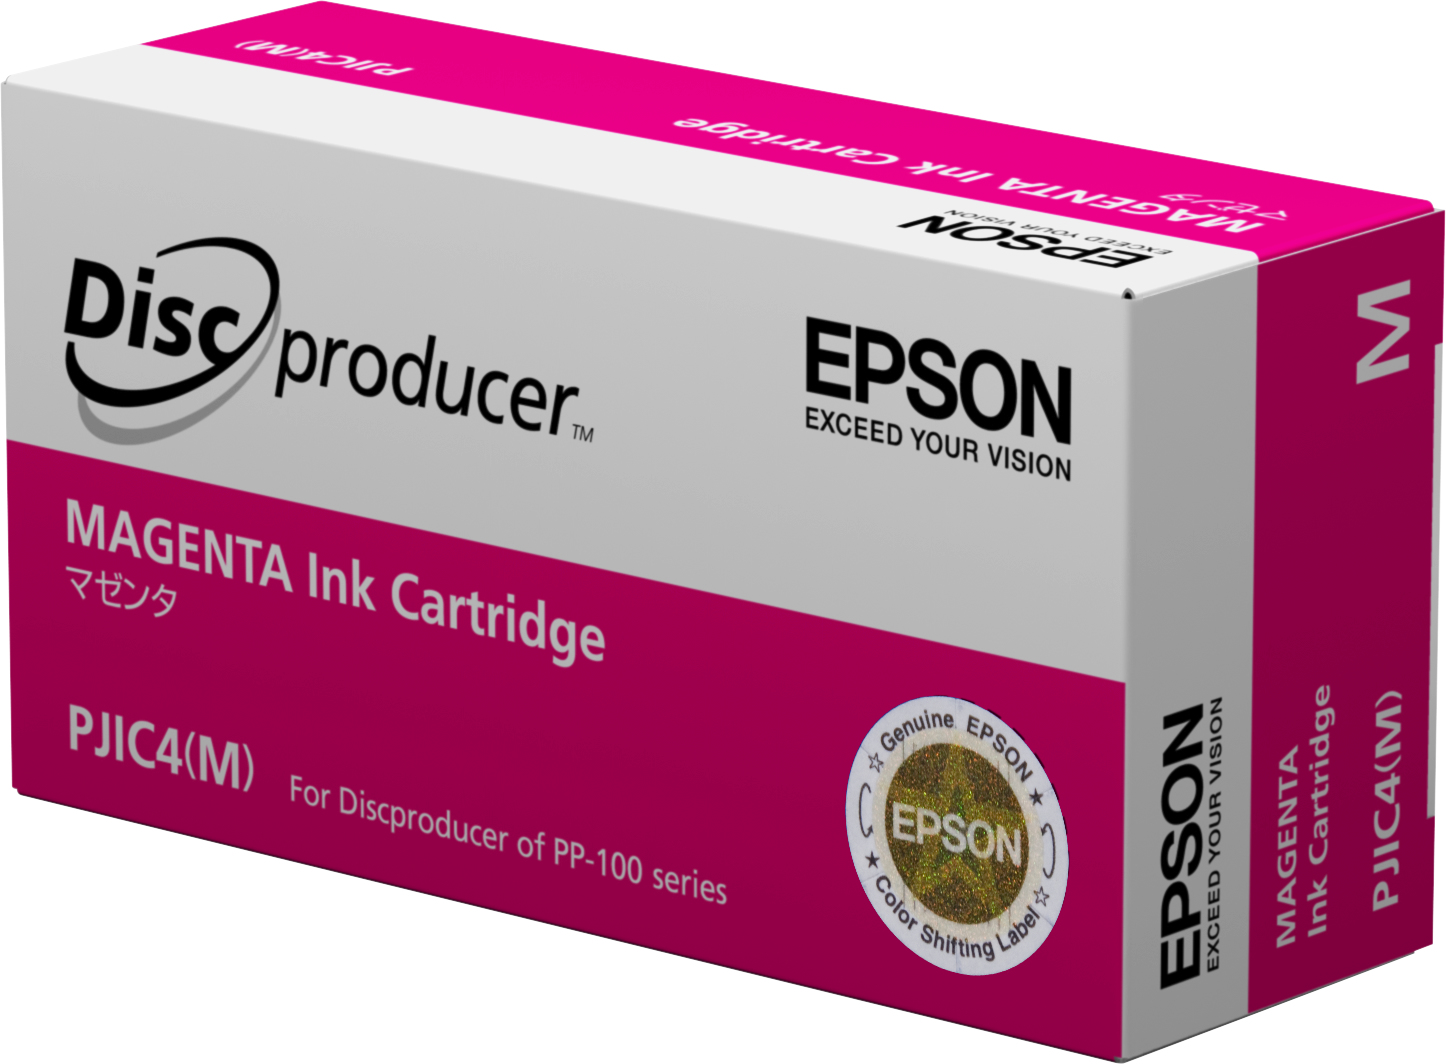 PJIC4(M)
MAGENTA Ink Cartridge
マゼンタ
EPSON
EXCEED YOUR VISION
Disc producer™
EPSON
EXCEED YOUR VISION
MAGENTA Ink Cartridge
マゼンタ
PJIC4(M)
For Discproducer of PP-100 series
Genuine EPSON
EPSON
Color Shifting Label
EPSON
EXCEED YOUR VISION
M
MAGENTA
Ink Cartridge
PJIC4(M)